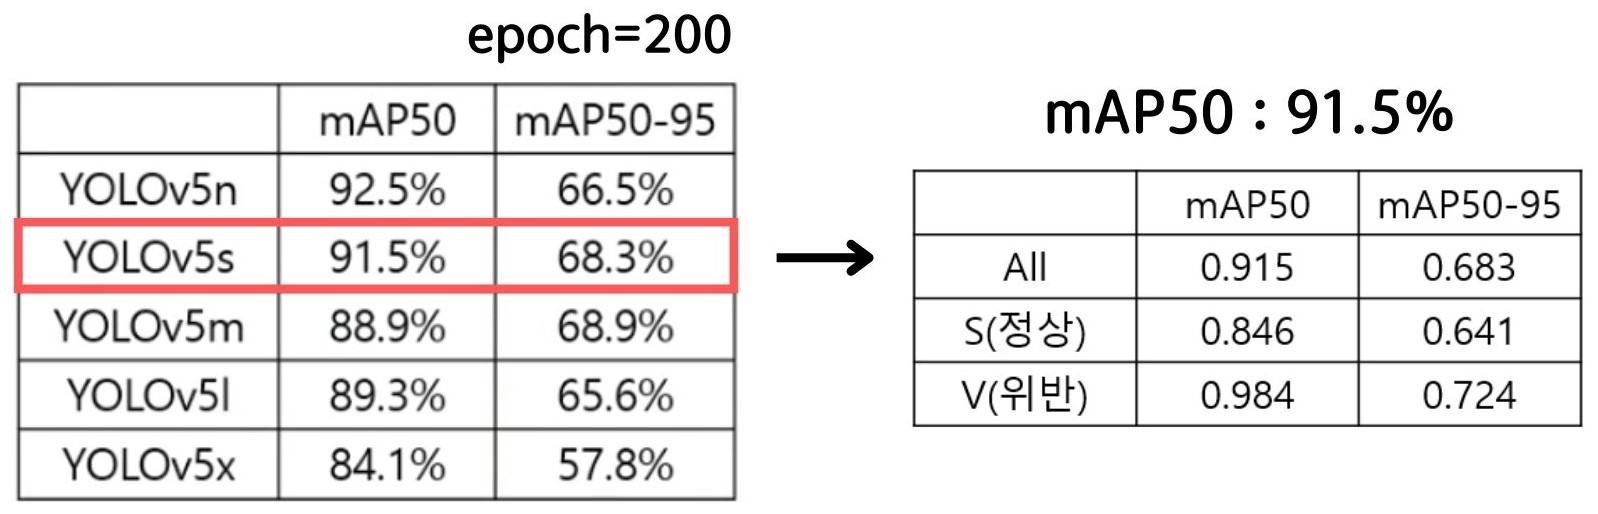 epoch=200
mAP50 mAP50-95
YOLOv5n 92.5% 66.5%
YOLOv5s 91.5% 68.3%
YOLOv5m 88.9% 68.9%
YOLOv5l 89.3% 65.6%
YOLOv5x 84.1% 57.8%
mAP50 : 91.5%
mAP50 mAP50-95
All 0.915 0.683
S(정상) 0.846 0.641
V(위반) 0.984 0.724